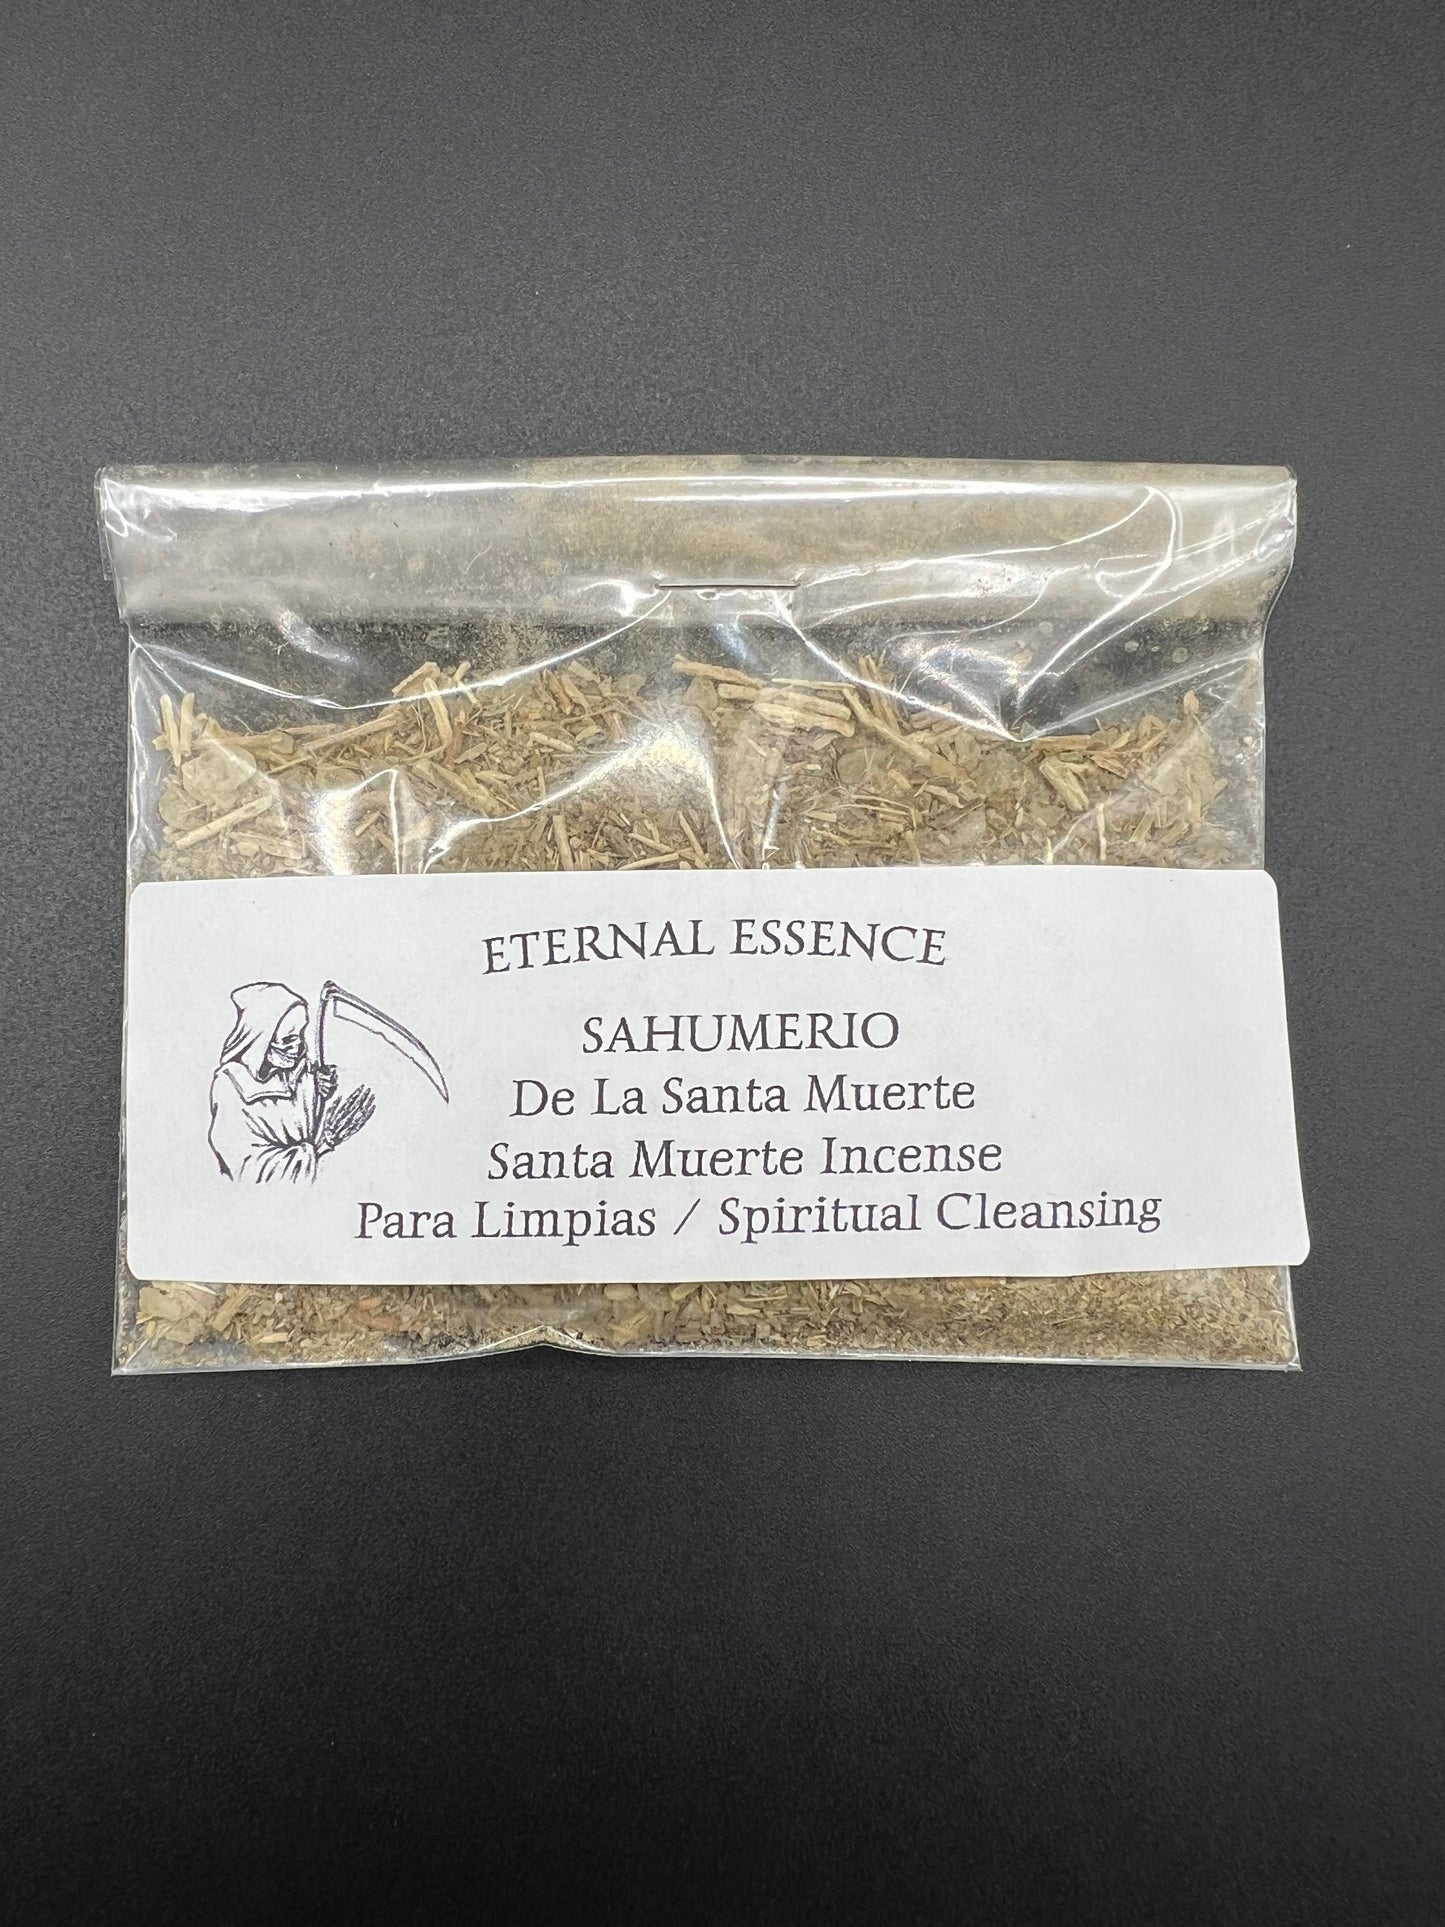 ETERNAL ESSENCE
SAHUMERIO
De La Santa Muerte
Santa Muerte Incense
Para Limpias / Spiritual Cleansing